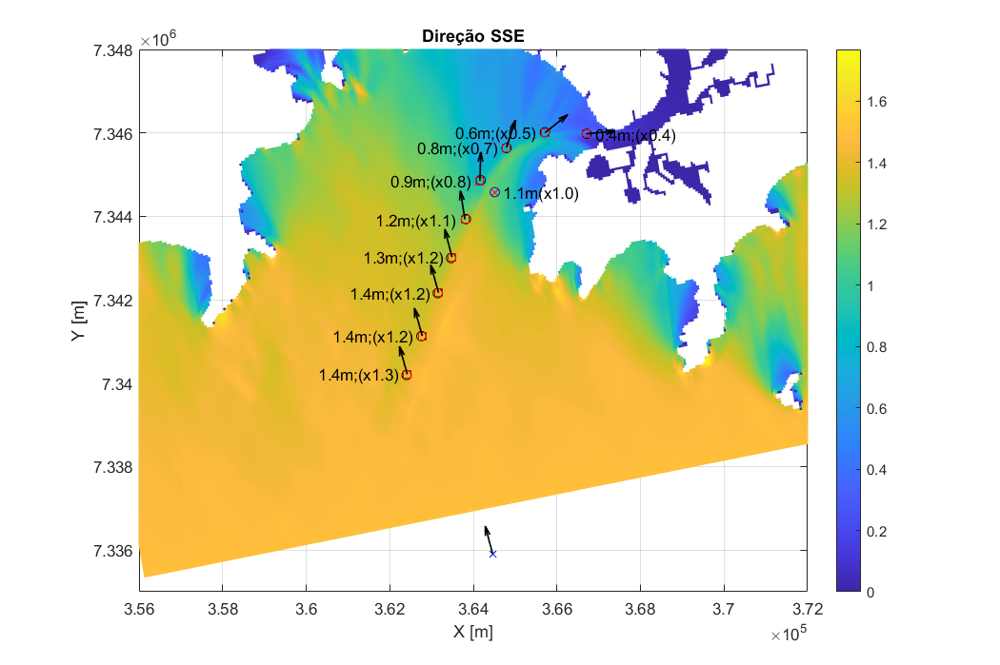 Direção SSE
×10⁶
7.348
7.346
7.344
7.342
7.34
7.338
7.336
Y [m]
0.6m;(x0.5)
0.4m;(x0.4)
0.8m;(x0.7)
0.9m;(x0.8)
1.1m(x1.0)
1.2m;(x1.1)
1.3m;(x1.2)
1.4m;(x1.2)
1.4m;(x1.2)
1.4m;(x1.3)
3.56 3.58 3.6 3.62 3.64 3.66 3.68 3.7 3.72
X [m]
×10⁵
1.6
1.4
1.2
1
0.8
0.6
0.4
0.2
0